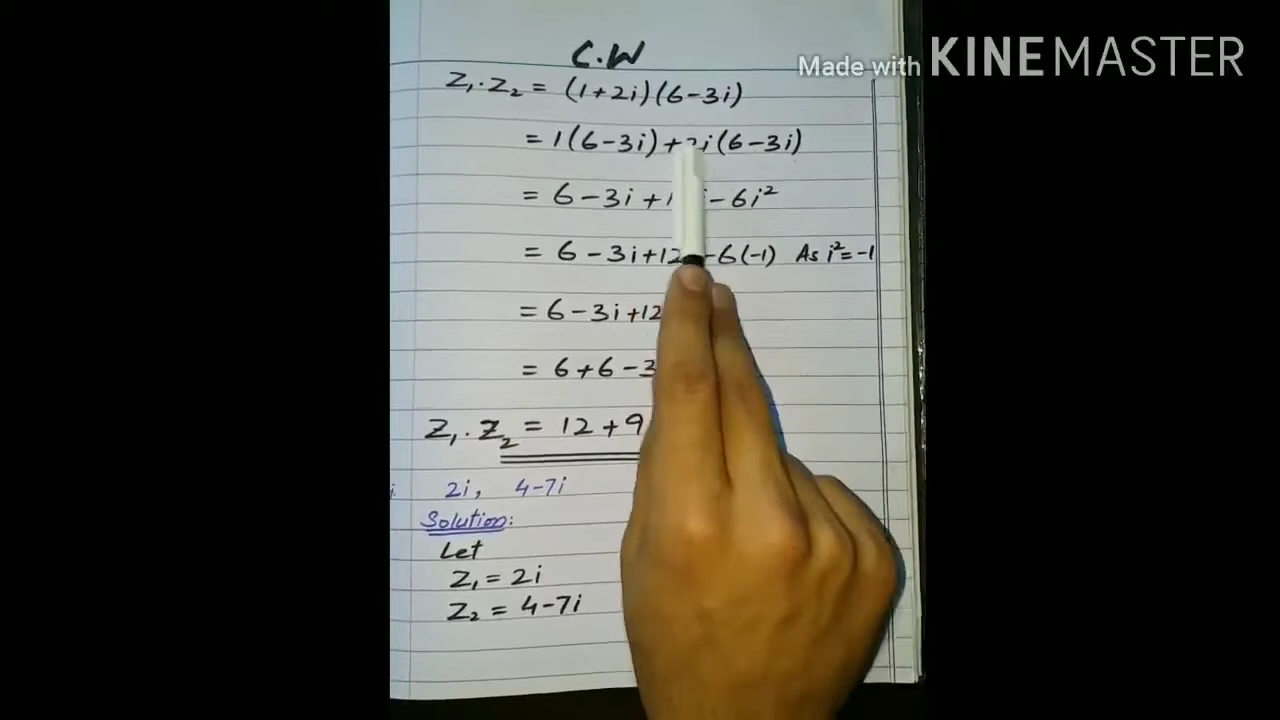 C.W
Made with KINEMASTER
Z₁.Z₂ = (1+2i)(6-3i)
= 1(6-3i)+2i(6-3i)
= 6-3i+1 i-6i²
= 6-3i+12 -6(-1) As i²=-1
= 6-3i+12
= 6+6-3
Z₁.Z₂ = 12+9
2i, 4-7i
Solution:
Let
Z₁ = 2i
Z₂ = 4-7i